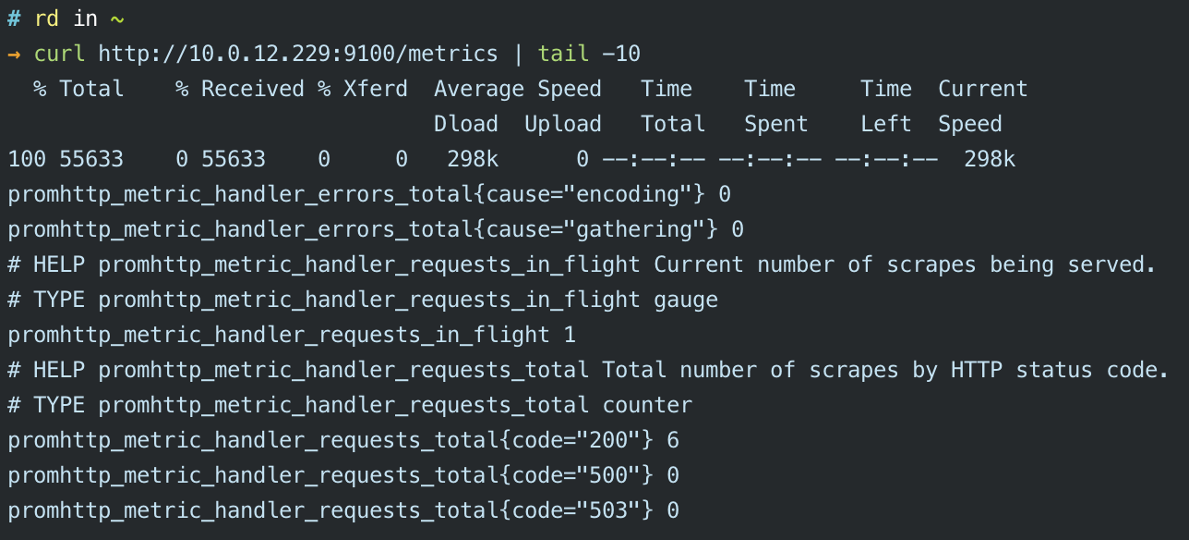 # rd in ~
→ curl http://10.0.12.229:9100/metrics | tail -10
  % Total    % Received % Xferd  Average Speed   Time    Time     Time  Current
                                 Dload  Upload   Total   Spent    Left  Speed
100 55633    0 55633    0     0   298k      0 --:--:-- --:--:-- --:--:--  298k
promhttp_metric_handler_errors_total{cause="encoding"} 0
promhttp_metric_handler_errors_total{cause="gathering"} 0
# HELP promhttp_metric_handler_requests_in_flight Current number of scrapes being served.
# TYPE promhttp_metric_handler_requests_in_flight gauge
promhttp_metric_handler_requests_in_flight 1
# HELP promhttp_metric_handler_requests_total Total number of scrapes by HTTP status code.
# TYPE promhttp_metric_handler_requests_total counter
promhttp_metric_handler_requests_total{code="200"} 6
promhttp_metric_handler_requests_total{code="500"} 0
promhttp_metric_handler_requests_total{code="503"} 0